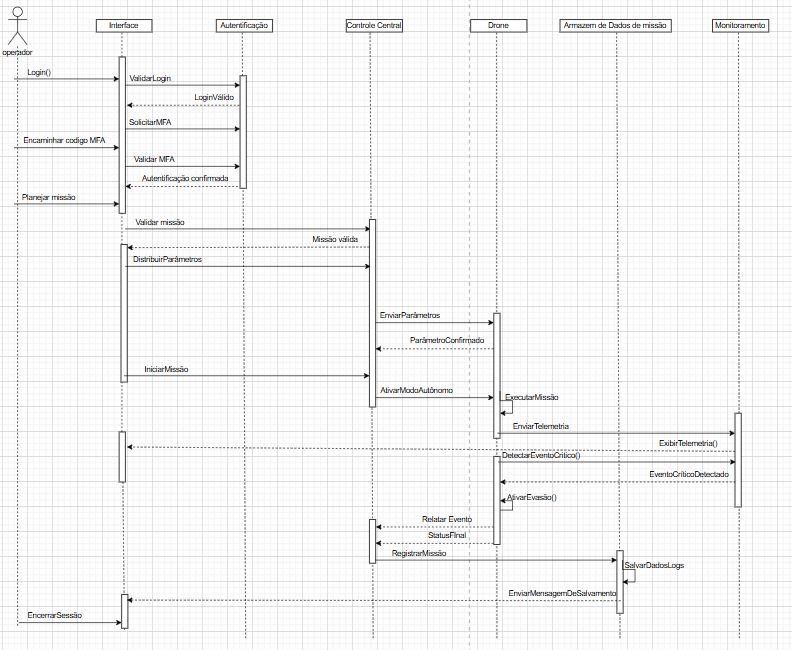 Interface
Autentificação
Controle Central
Drone
Armazem de Dados de missão
Monitoramento
operador
Login()
ValidarLogin
LoginVálido
SolicitarMFA
Encaminhar codigo MFA
Validar MFA
Autentificação confirmada
Planejar missão
Validar missão
Missão válida
DistribuirParâmetros
EnviarParâmetros
ParâmetroConfirmado
IniciarMissão
AtivarModoAutônomo
ExecutarMissão
EnviarTelemetria
ExibirTelemetria()
DetectarEventoCritico()
EventoCríticoDetectado
AtivarEvasão()
Relatar Evento
StatusFInal
RegistrarMissão
SalvarDadosLogs
EnviarMensagemDeSalvamento
EncerrarSessão